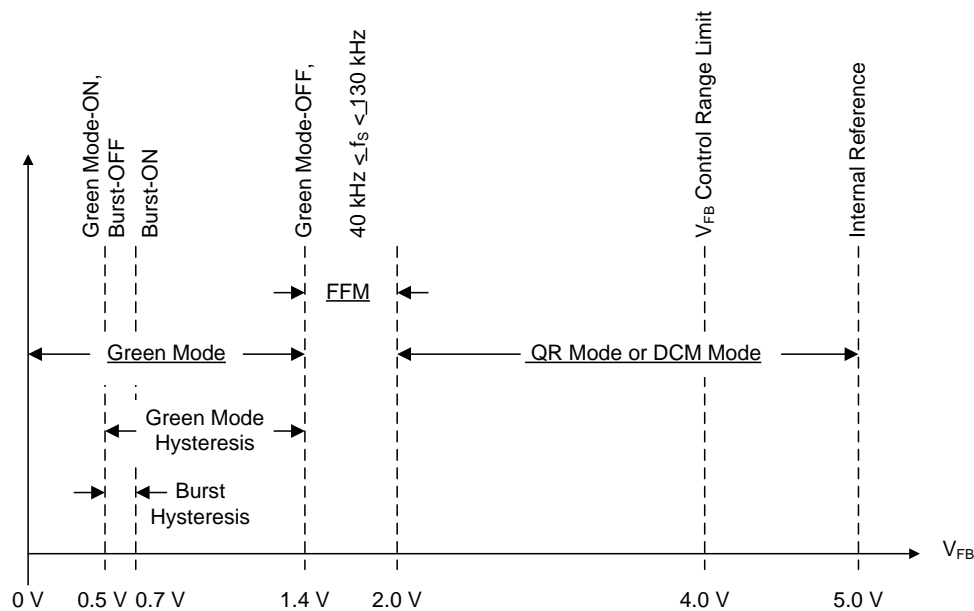 Green Mode-ON,
Burst-OFF
Burst-ON
Green Mode-OFF,
40 kHz <_fS <_130 kHz
VFB Control Range Limit
Internal Reference
FFM
Green Mode
QR Mode or DCM Mode
Green Mode
Hysteresis
Burst
Hysteresis
VFB
0 V
0.5 V
0.7 V
1.4 V
2.0 V
4.0 V
5.0 V